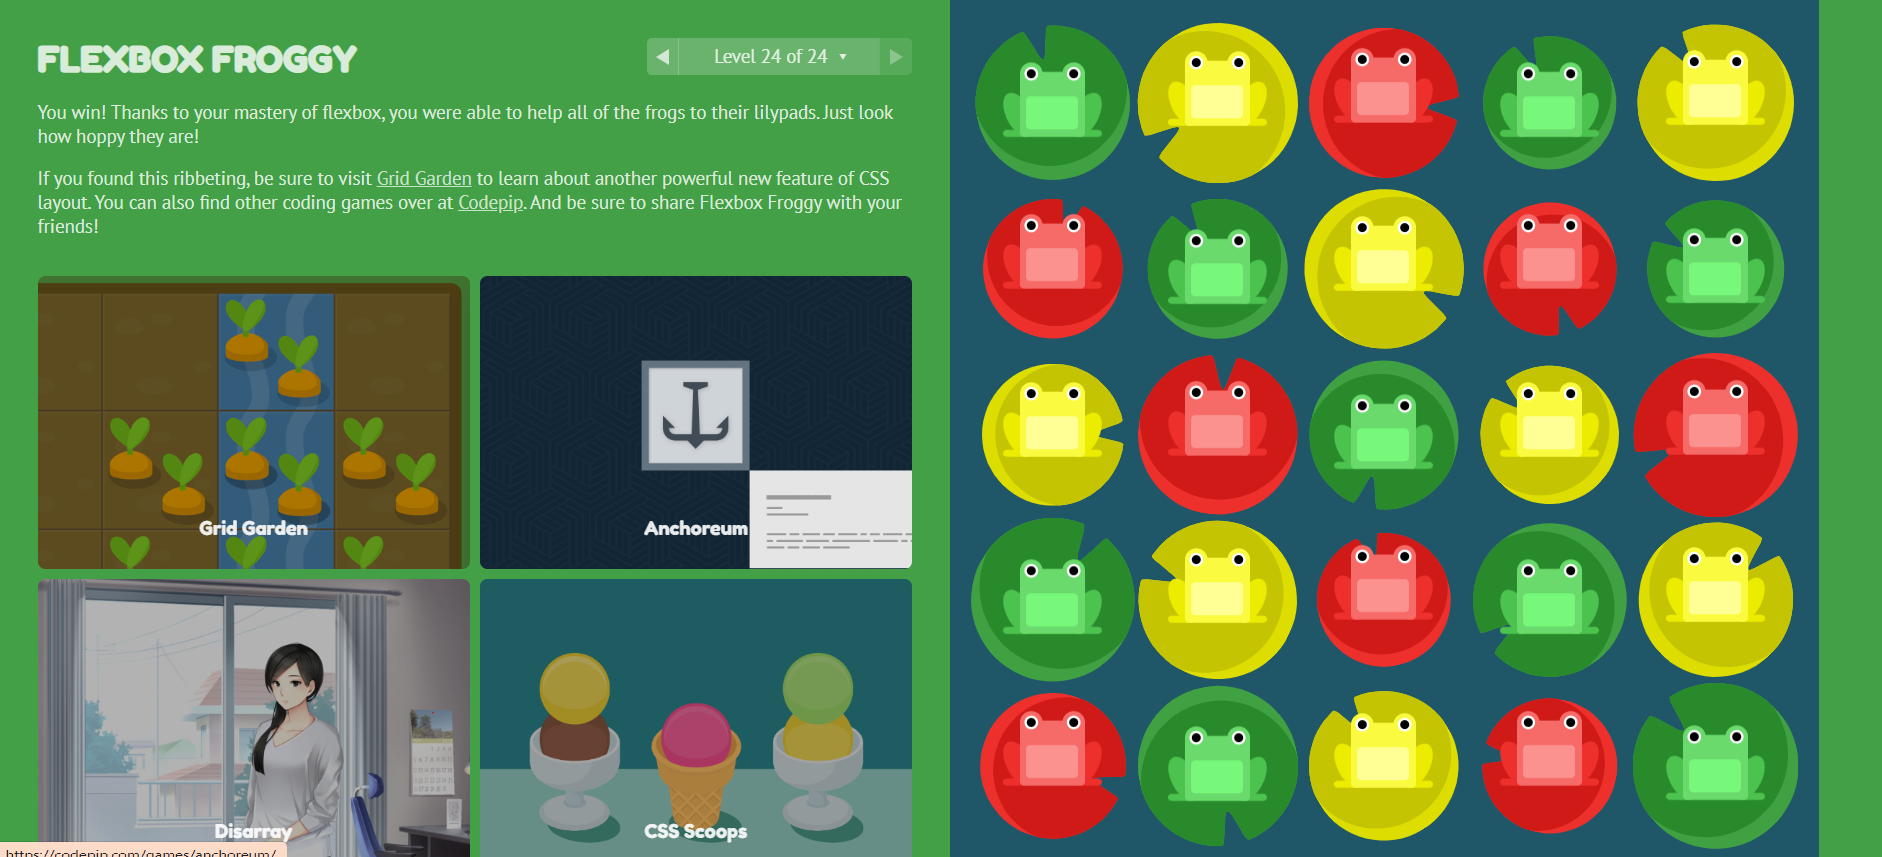 FLEXBOX FROGGY
Level 24 of 24
You win! Thanks to your mastery of flexbox, you were able to help all of the frogs to their lilypads. Just look
how hoppy they are!
If you found this ribbeting, be sure to visit Grid Garden to learn about another powerful new feature of CSS
layout. You can also find other coding games over at Codepip. And be sure to share Flexbox Froggy with your
friends!
Grid Garden
Anchoreum
Disarray
CSS Scoops
https://codepip.com/games/anchoreum/